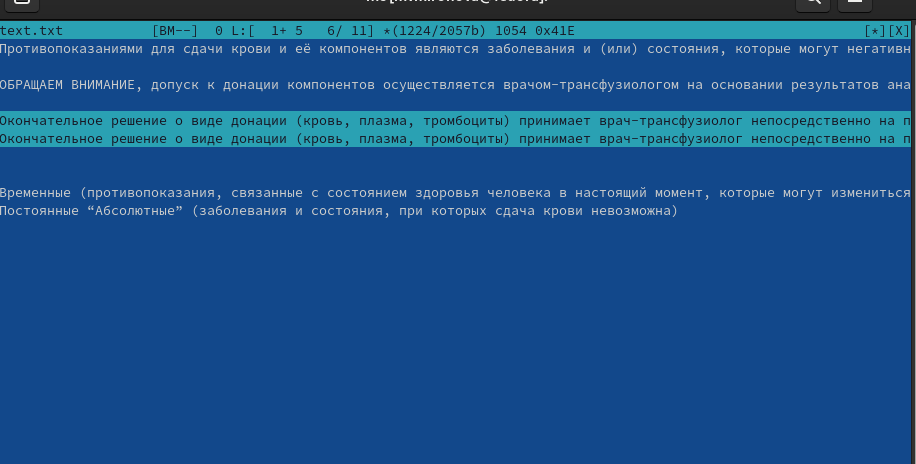 text.txt [BM--] 0 L:[ 1+ 5 6/ 11] *(1224/2057b) 1054 0x41E [*][X]
Противопоказаниями для сдачи крови и её компонентов являются заболевания и (или) состояния, которые могут негативн
ОБРАЩАЕМ ВНИМАНИЕ, допуск к донации компонентов осуществляется врачом-трансфузиологом на основании результатов ана
Окончательное решение о виде донации (кровь, плазма, тромбоциты) принимает врач-трансфузиолог непосредственно на п
Окончательное решение о виде донации (кровь, плазма, тромбоциты) принимает врач-трансфузиолог непосредственно на п
Временные (противопоказания, связанные с состоянием здоровья человека в настоящий момент, которые могут измениться
Постоянные “Абсолютные” (заболевания и состояния, при которых сдача крови невозможна)